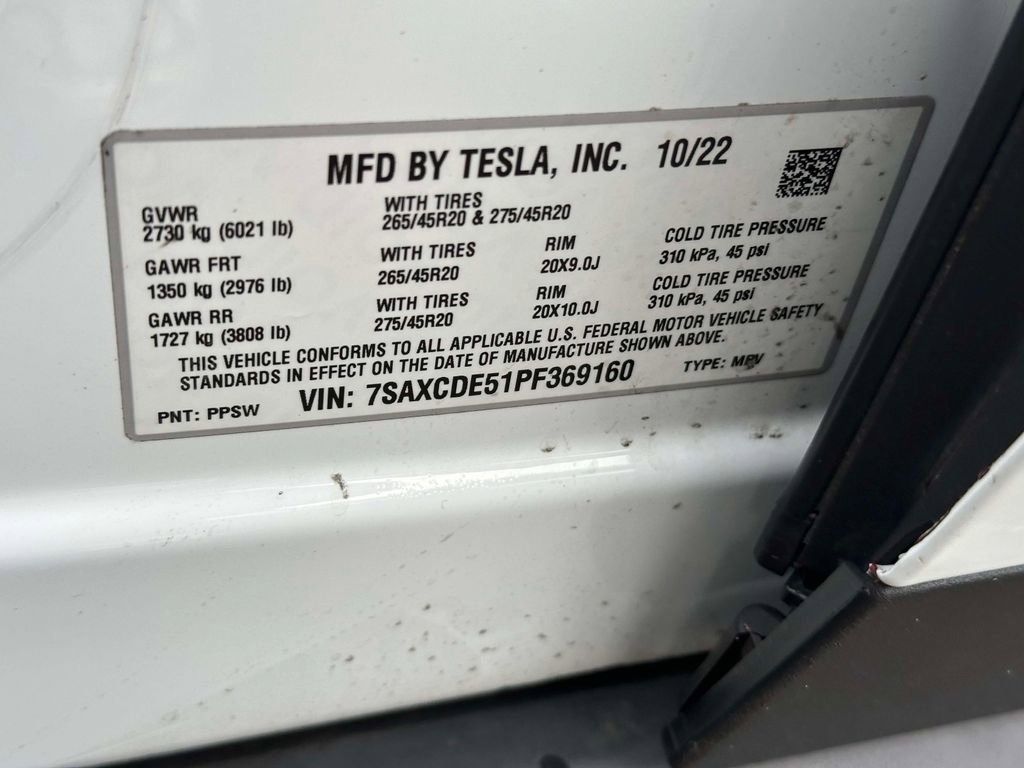 MFD BY TESLA, INC. 10/22
GVWR
2730 kg (6021 lb)
WITH TIRES
265/45R20 & 275/45R20
GAWR FRT
1350 kg (2976 lb)
WITH TIRES
265/45R20
RIM
20X9.0J
COLD TIRE PRESSURE
310 kPa, 45 psi
GAWR RR
1727 kg (3808 lb)
WITH TIRES
275/45R20
RIM
20X10.0J
COLD TIRE PRESSURE
310 kPa, 45 psi
THIS VEHICLE CONFORMS TO ALL APPLICABLE U.S. FEDERAL MOTOR VEHICLE SAFETY
STANDARDS IN EFFECT ON THE DATE OF MANUFACTURE SHOWN ABOVE.
PNT: PPSW VIN: 7SAXCDE51PF369160 TYPE: MPV